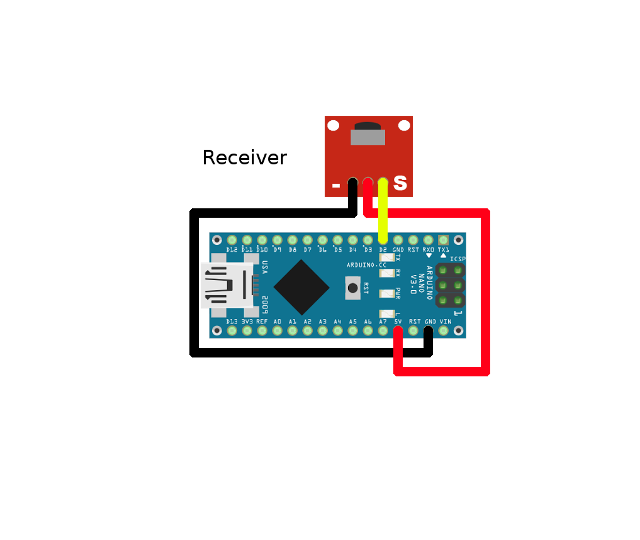 Receiver
- S
D12 D11 D10 D9 D8 D7 D6 D5 D4 D3 D2 GND RST RX0 TX1
ARDUINO.CC
TX
RX
PWR
L
RST
ARDUINO
NANO
V3.0
ICSP
1
USA
2009
D13 3V3 REF A0 A1 A2 A3 A4 A5 A6 A7 5V RST GND VIN